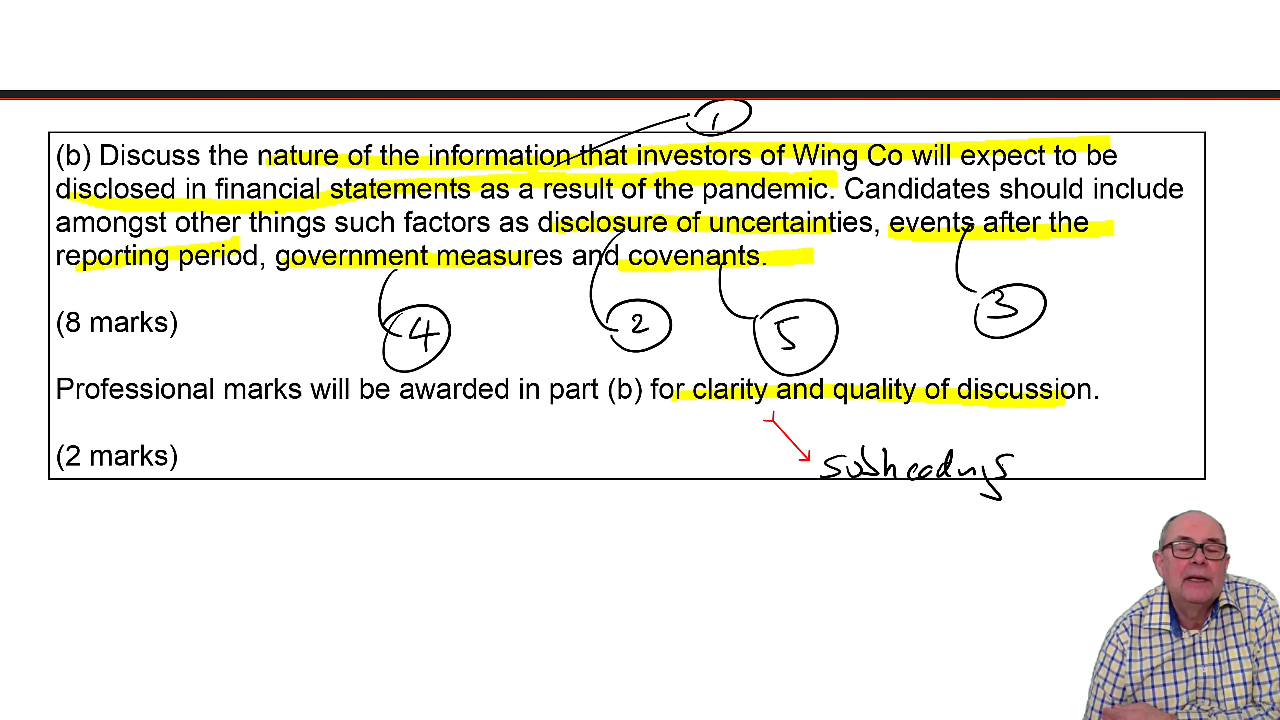 1
(b) Discuss the nature of the information that investors of Wing Co will expect to be
disclosed in financial statements as a result of the pandemic. Candidates should include
amongst other things such factors as disclosure of uncertainties, events after the
reporting period, government measures and covenants.
(8 marks)
4
2
5
3
Professional marks will be awarded in part (b) for clarity and quality of discussion.
(2 marks)
subheadings